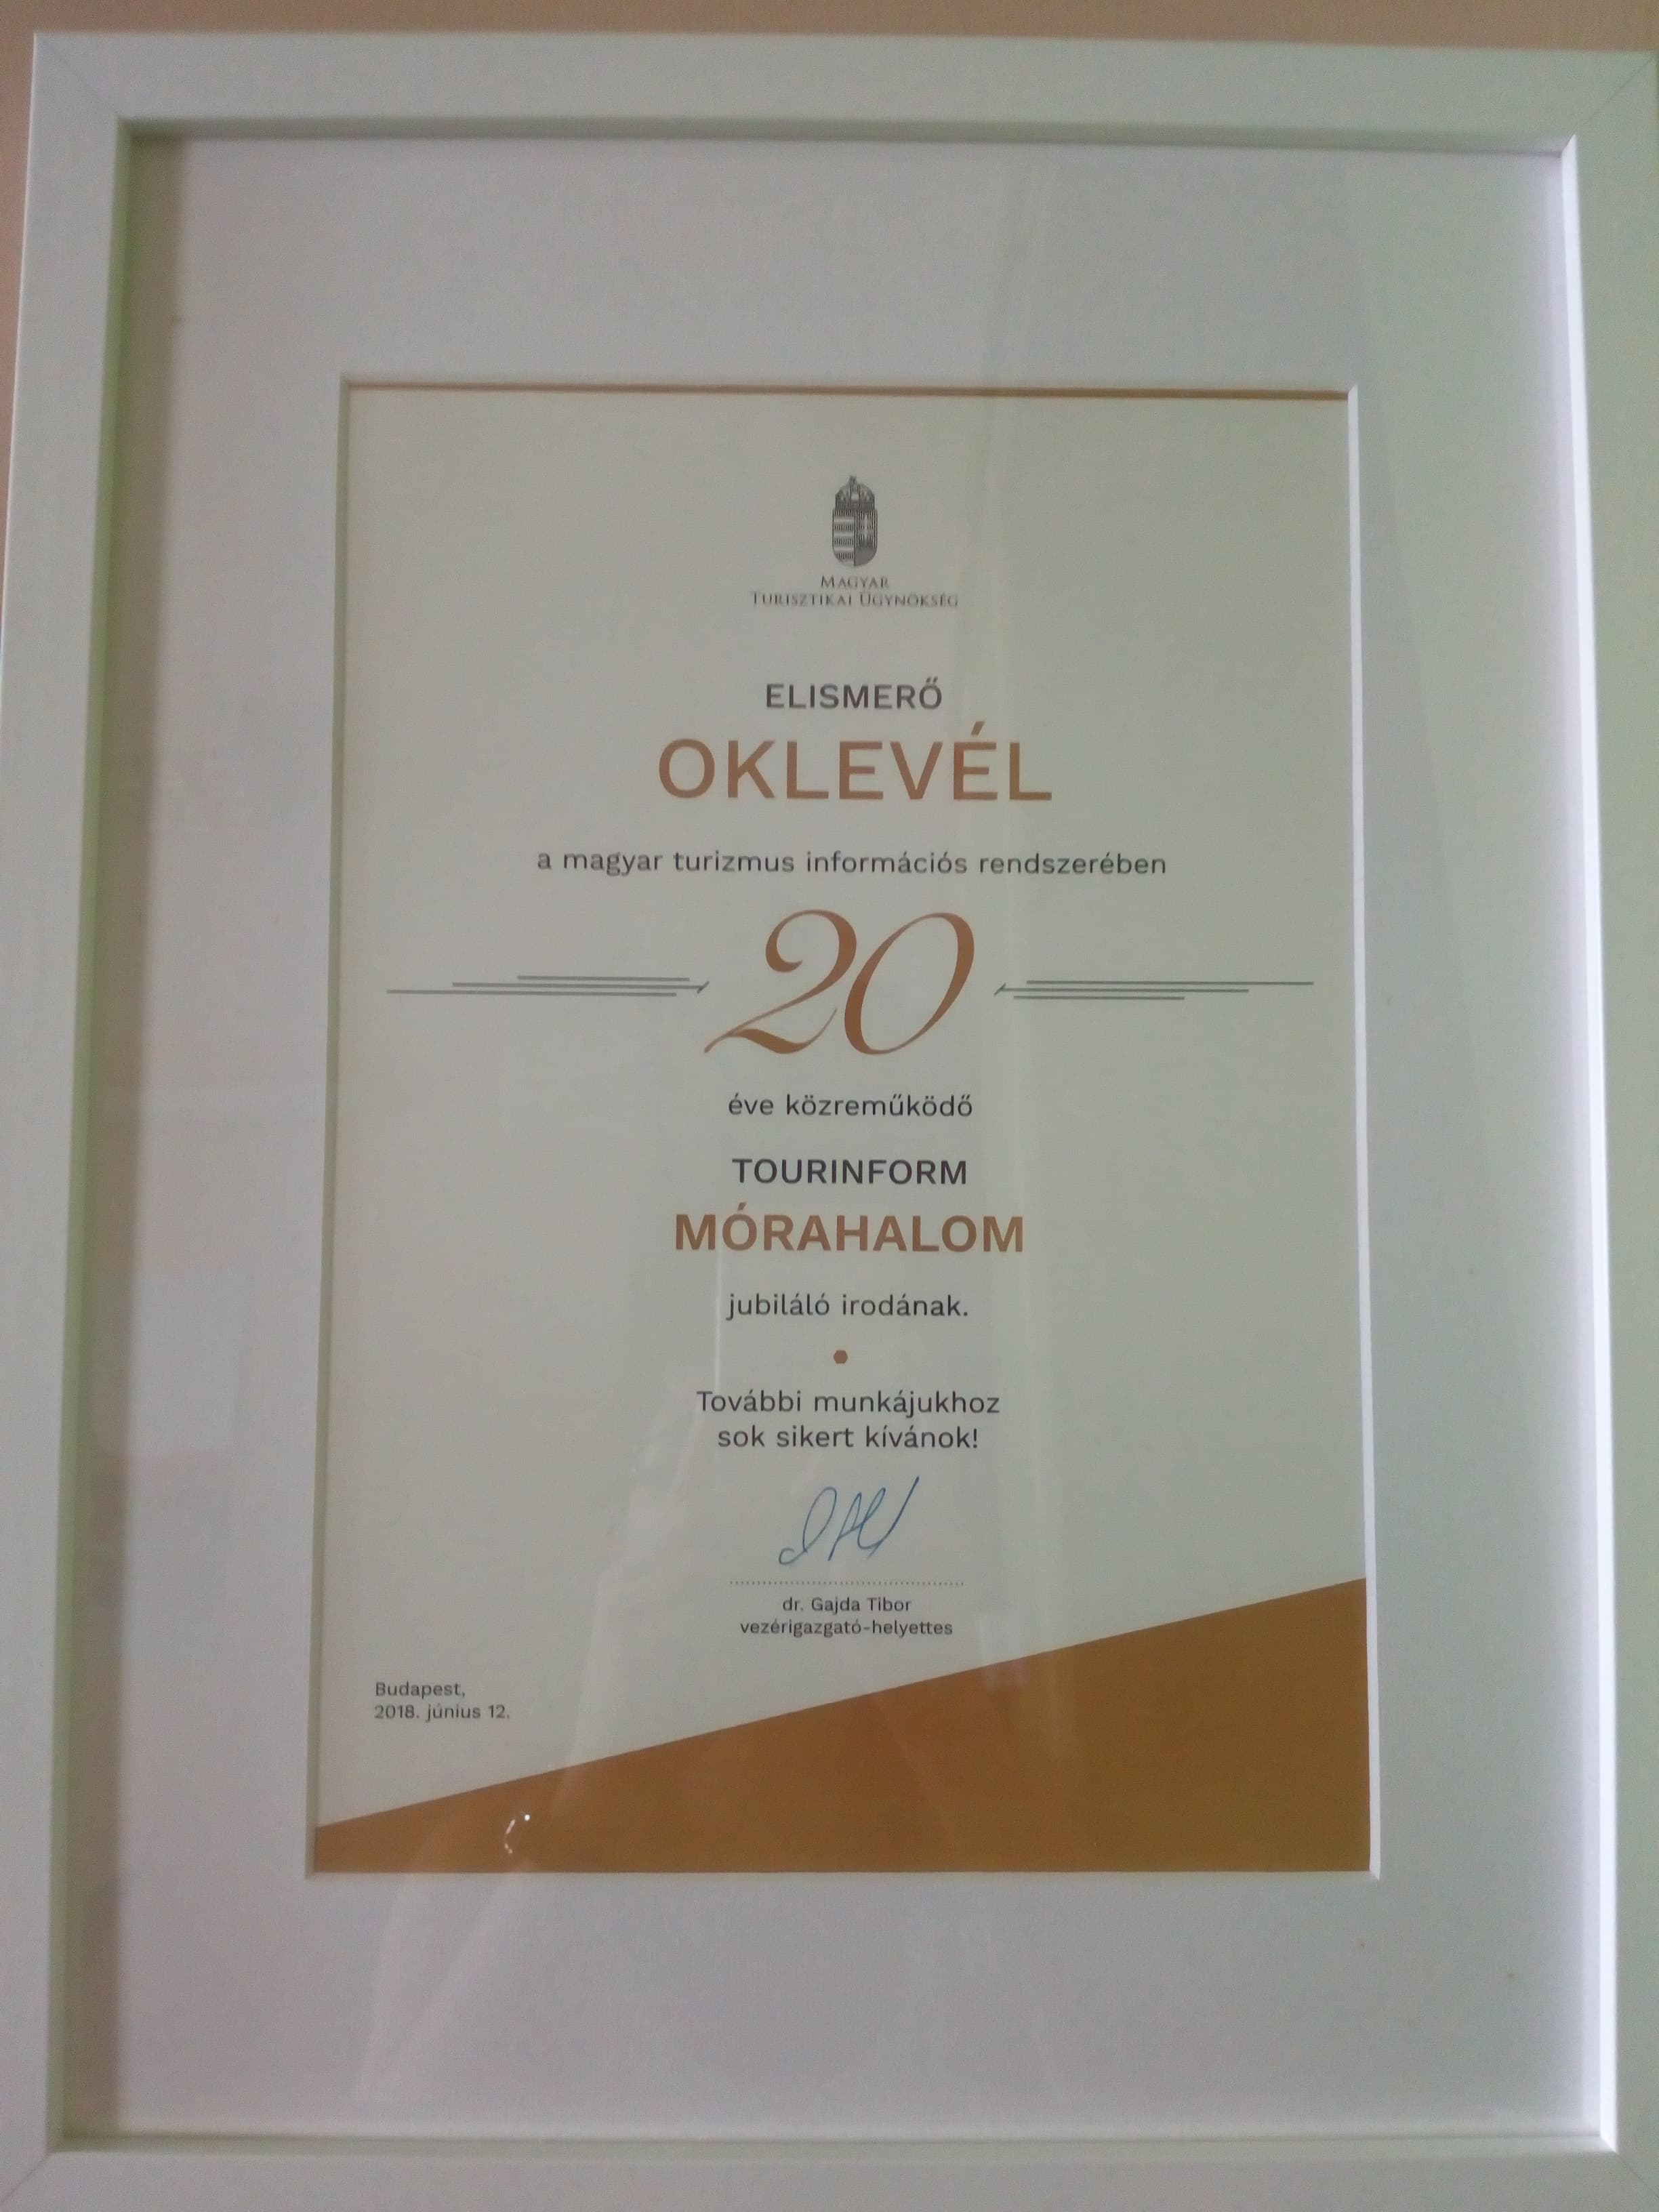 MAGYAR
TURISZTIKAI ÜGYNÖKSÉG
ELISMERŐ
OKLEVÉL
a magyar turizmus információs rendszerében
20
éve közreműködő
TOURINFORM
MÓRAHALOM
jubiláló irodának.
További munkájukhoz
sok sikert kívánok!
dr. Gajda Tibor
vezérigazgató-helyettes
Budapest,
2018. június 12.